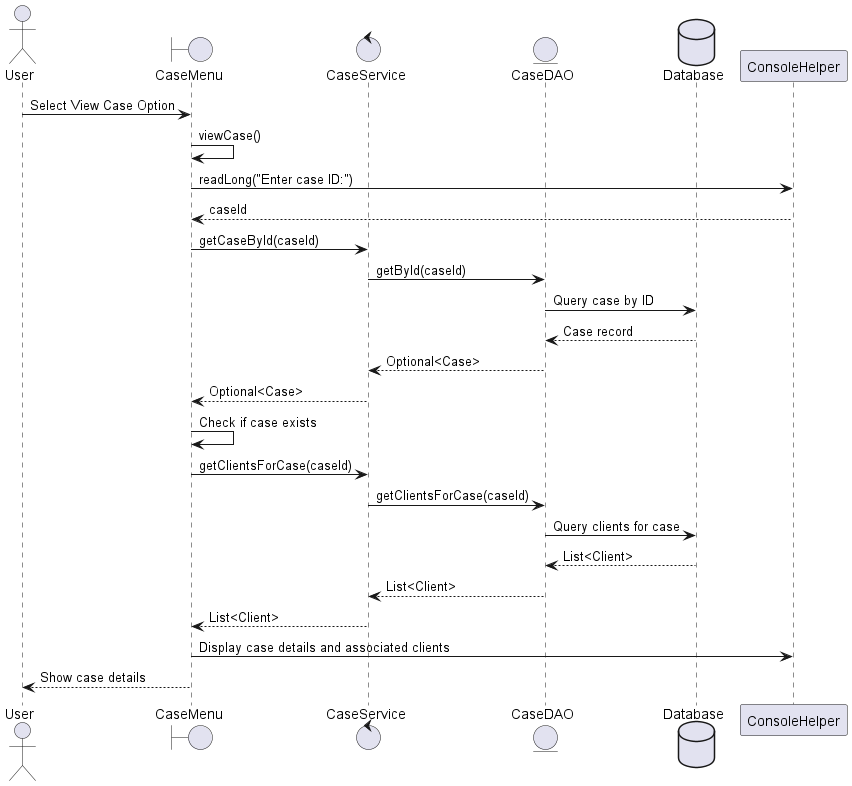 User
CaseMenu
CaseService
CaseDAO
Database
ConsoleHelper
Select View Case Option
viewCase()
readLong("Enter case ID:")
caseId
getCaseById(caseId)
getById(caseId)
Query case by ID
Case record
Optional<Case>
Optional<Case>
Check if case exists
getClientsForCase(caseId)
getClientsForCase(caseId)
Query clients for case
List<Client>
List<Client>
List<Client>
Display case details and associated clients
Show case details
User
CaseMenu
CaseService
CaseDAO
Database
ConsoleHelper